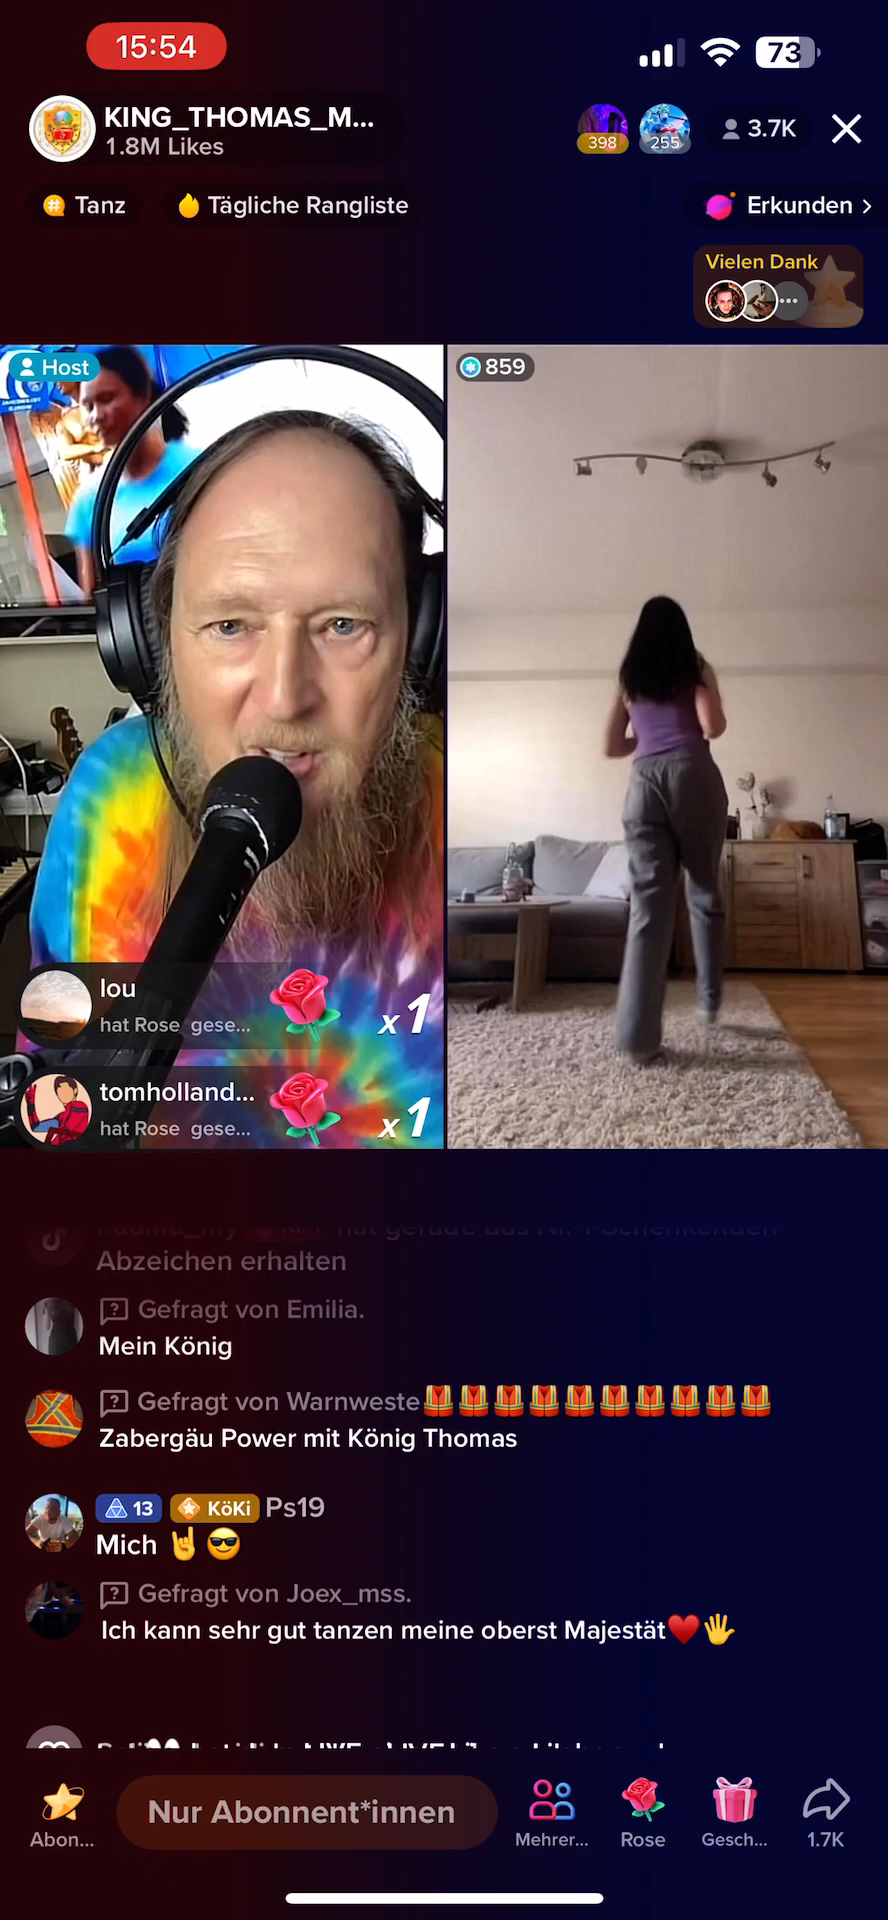 15:54
73
KING_THOMAS_M...
1.8M Likes
398
255
3.7K
Tanz
Tägliche Rangliste
Erkunden >
Vielen Dank
Host
859
lou
hat Rose gese...
x1
tomholland...
hat Rose gese...
x1
hat gerade das
Abzeichen erhalten
Gefragt von Emilia.
Mein König
Gefragt von Warnweste🦺🦺🦺🦺🦺🦺🦺🦺🦺🦺
Zabergäu Power mit König Thomas
13 KöKi Ps19
Mich 🤘😎
Gefragt von Joex_mss.
Ich kann sehr gut tanzen meine oberst Majestät❤️🖐️
Abon...
Nur Abonnent*innen
Mehrer...
Rose
Gesch...
1.7K